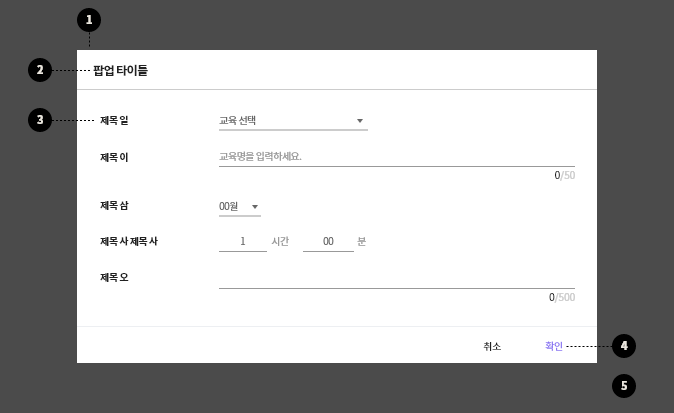 1
2 팝업 타이틀
3 제목 일 교육 선택
제목 이 교육명을 입력하세요.
0/50
제목 삼 00월
제목 사 제목 사 1 시간 00 분
제목 오
0/500
취소 확인 4
5